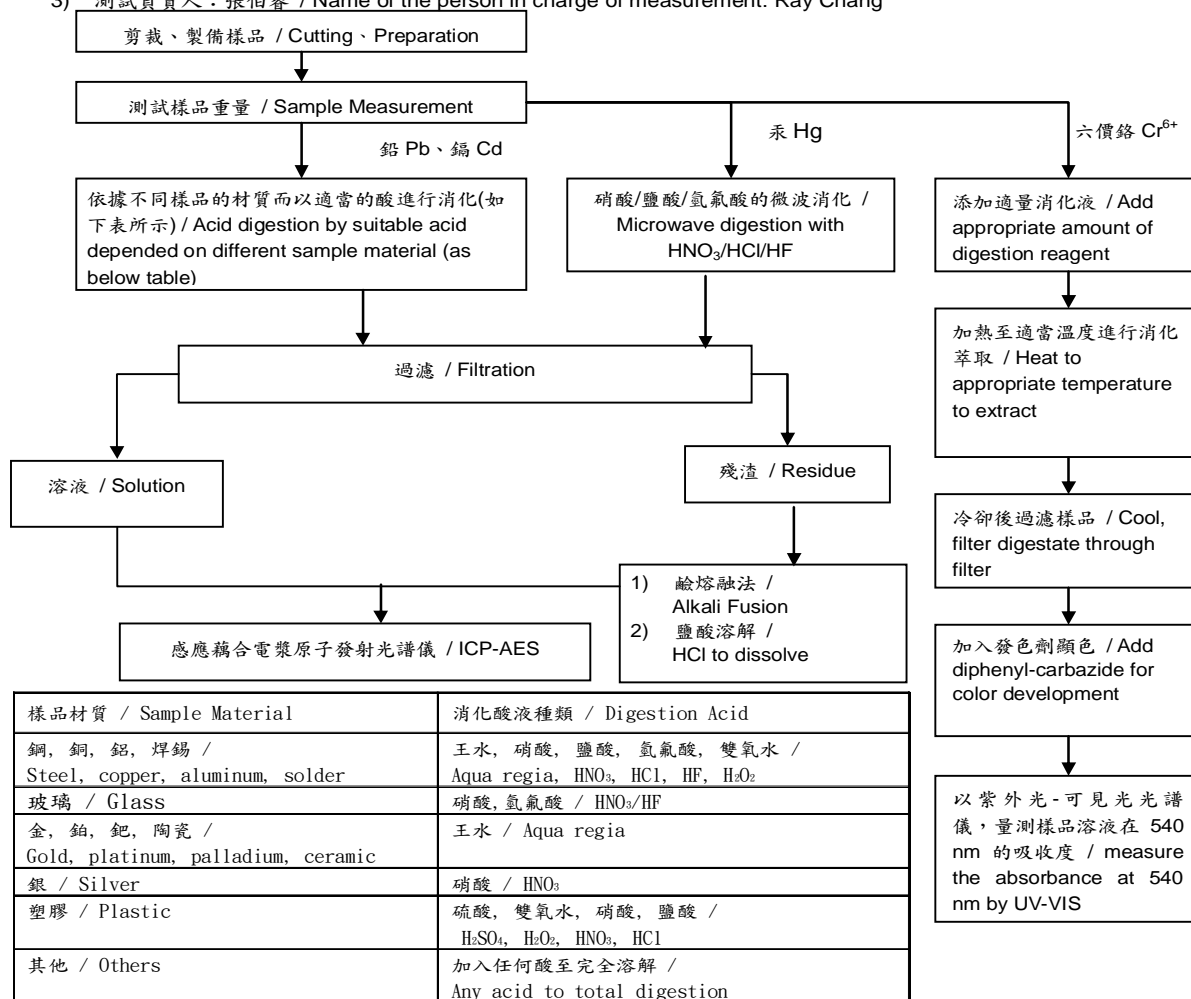 3) 測試負責人：張伯睿 / Name of the person in charge of measurement: Ray Chang
剪裁、製備樣品 / Cutting、Preparation
測試樣品重量 / Sample Measurement
鉛 Pb、鎘 Cd
汞 Hg
六價鉻 Cr⁶⁺
依據不同樣品的材質而以適當的酸進行消化(如
下表所示) / Acid digestion by suitable acid
depended on different sample material (as
below table)
硝酸/鹽酸/氫氟酸的微波消化 /
Microwave digestion with
HNO₃/HCl/HF
添加適量消化液 / Add
appropriate amount of
digestion reagent
過濾 / Filtration
加熱至適當溫度進行消化
萃取 / Heat to
appropriate temperature
to extract
溶液 / Solution
殘渣 / Residue
冷卻後過濾樣品 / Cool,
filter digestate through
filter
1) 鹼熔融法 /
Alkali Fusion
2) 鹽酸溶解 /
HCl to dissolve
感應藕合電漿原子發射光譜儀 / ICP-AES
加入發色劑顯色 / Add
diphenyl-carbazide for
color development
以紫外光-可見光光譜
儀，量測樣品溶液在 540
nm 的吸收度 / measure
the absorbance at 540
nm by UV-VIS
樣品材質 / Sample Material
消化酸液種類 / Digestion Acid
鋼, 銅, 鋁, 焊錫 /
Steel, copper, aluminum, solder
王水, 硝酸, 鹽酸, 氫氟酸, 雙氧水 /
Aqua regia, HNO₃, HCl, HF, H₂O₂
玻璃 / Glass
硝酸,氫氟酸 / HNO₃/HF
金, 鉑, 鈀, 陶瓷 /
Gold, platinum, palladium, ceramic
王水 / Aqua regia
銀 / Silver
硝酸 / HNO₃
塑膠 / Plastic
硫酸, 雙氧水, 硝酸, 鹽酸 /
H₂SO₄, H₂O₂, HNO₃, HCl
其他 / Others
加入任何酸至完全溶解 /
Any acid to total digestion